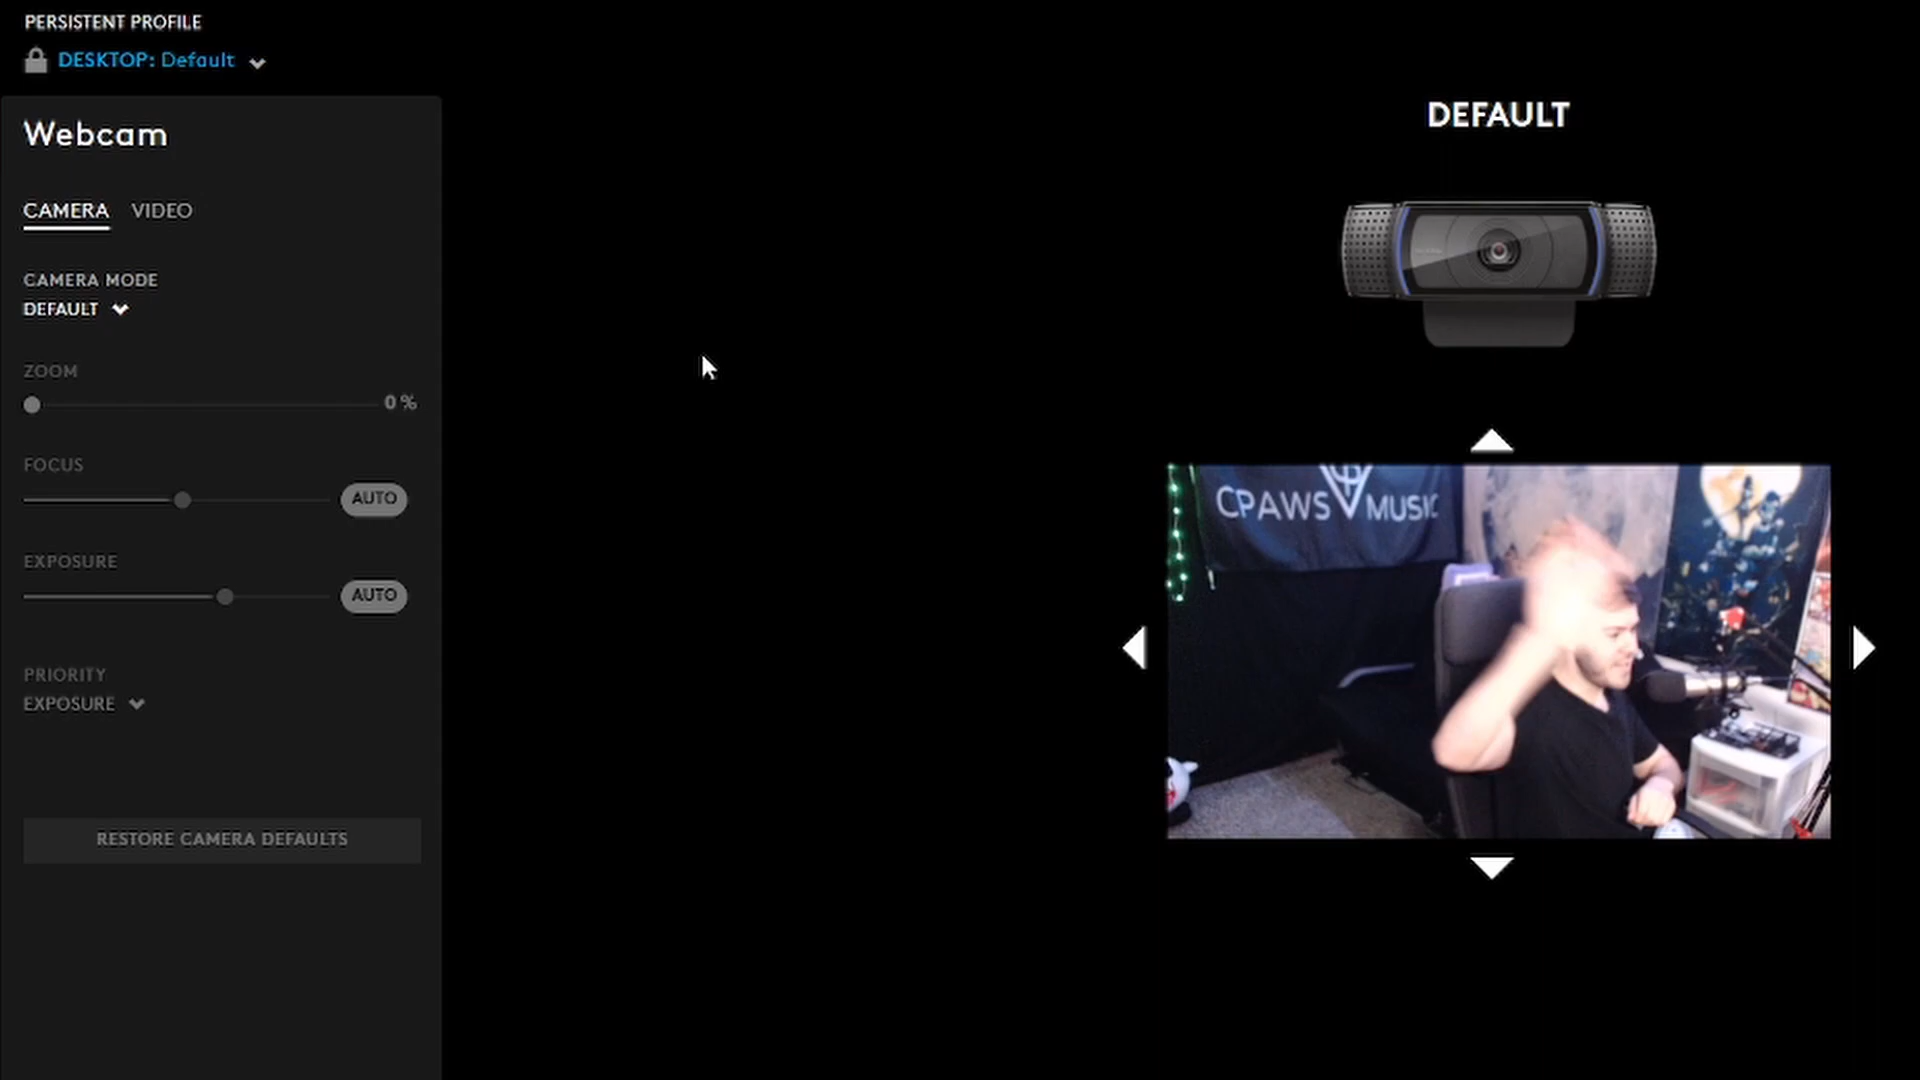 PERSISTENT PROFILE
DESKTOP: Default
Webcam
CAMERA VIDEO
CAMERA MODE
DEFAULT
ZOOM
0 %
FOCUS
AUTO
EXPOSURE
AUTO
PRIORITY
EXPOSURE
RESTORE CAMERA DEFAULTS
DEFAULT
CPAWS MUSIC